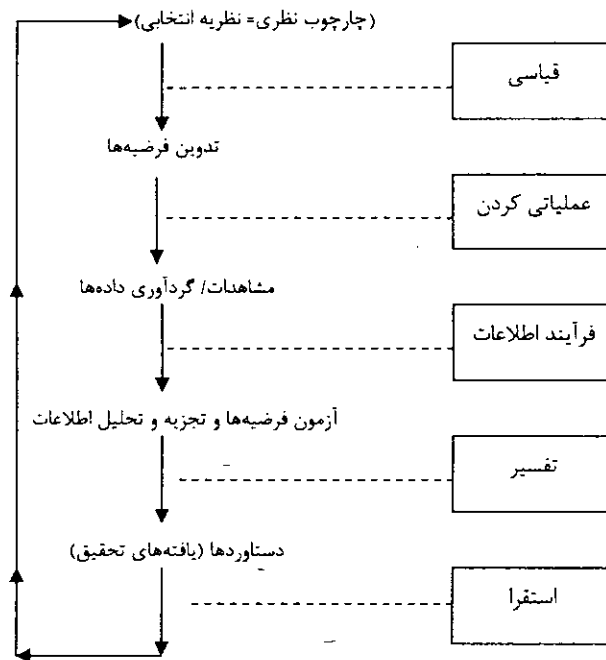 (چارچوب نظری= نظریه انتخابی)
قیاسی
تدوین فرضیه‌ها
عملیاتی کردن
مشاهدات/ گردآوری داده‌ها
فرآیند اطلاعات
آزمون فرضیه‌ها و تجزیه و تحلیل اطلاعات
تفسیر
دستاوردها (یافته‌های تحقیق)
استقرا